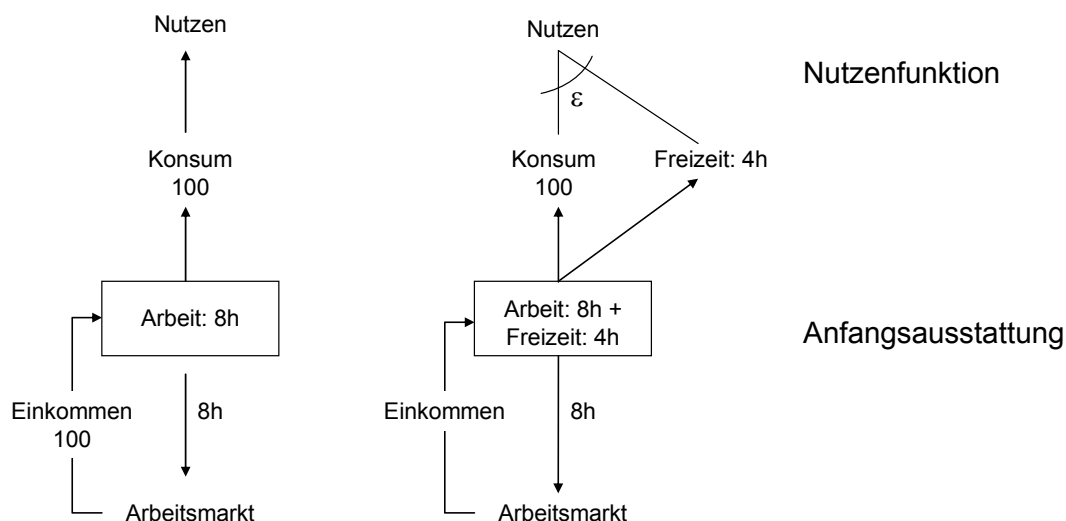 Nutzen
Konsum
100
Arbeit: 8h
Einkommen
100
8h
Arbeitsmarkt
Nutzen
ε
Konsum
100
Freizeit: 4h
Arbeit: 8h +
Freizeit: 4h
Einkommen
8h
Arbeitsmarkt
Nutzenfunktion
Anfangsausstattung